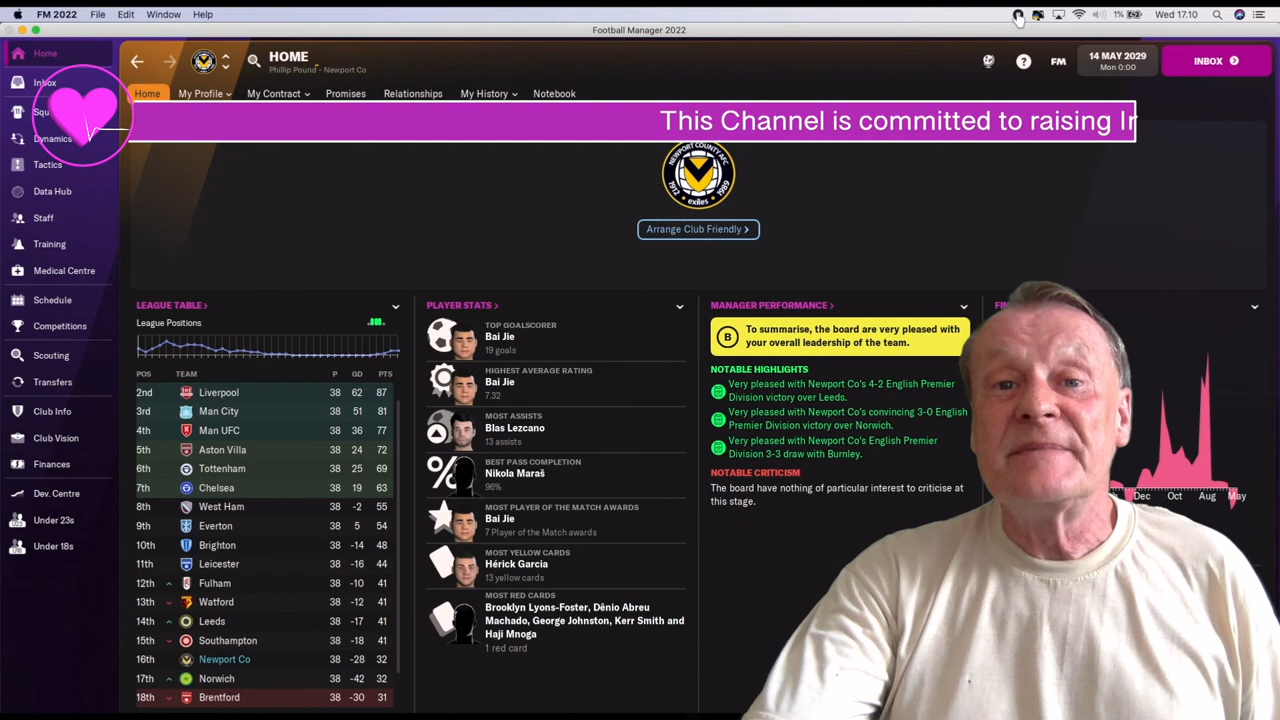 FM 2022 File Edit Window Help
1% Wed 17.10
Football Manager 2022
Home
HOME
Phillip Pound - Newport Co
FM
14 MAY 2029
Mon 0:00
INBOX
Inbox
Home My Profile My Contract Promises Relationships My History Notebook
Squ
This Channel is committed to raising
Dynamics
Tactics
Data Hub
Staff
Training
Medical Centre
Schedule
Competitions
Scouting
Transfers
Club Info
Club Vision
Finances
Dev. Centre
Under 23s
Under 18s
NEWPORT COUNTY AFC
1912 1989
exiles
Arrange Club Friendly >
LEAGUE TABLE >
League Positions
POS TEAM P GD PTS
2nd Liverpool 38 62 87
3rd Man City 38 51 81
4th Man UFC 38 36 77
5th Aston Villa 38 24 72
6th Tottenham 38 25 69
7th Chelsea 38 19 63
8th West Ham 38 -2 55
9th Everton 38 5 54
10th Brighton 38 -14 48
11th Leicester 38 -16 44
12th Fulham 38 -10 41
13th Watford 38 -12 41
14th Leeds 38 -17 41
15th Southampton 38 -18 41
16th Newport Co 38 -28 32
17th Norwich 38 -42 32
18th Brentford 38 -30 31
PLAYER STATS >
TOP GOALSCORER
Bai Jie
19 goals
HIGHEST AVERAGE RATING
Bai Jie
7.32
MOST ASSISTS
Blas Lezcano
13 assists
BEST PASS COMPLETION
Nikola Maraš
96%
MOST PLAYER OF THE MATCH AWARDS
Bai Jie
7 Player of the Match awards
MOST YELLOW CARDS
Hérick Garcia
13 yellow cards
MOST RED CARDS
Brooklyn Lyons-Foster, Dênio Abreu
Machado, George Johnston, Kerr Smith and
Haji Mnoga
1 red card
MANAGER PERFORMANCE >
B
To summarise, the board are very pleased with
your overall leadership of the team.
NOTABLE HIGHLIGHTS
Very pleased with Newport Co's 4-2 English Premier
Division victory over Leeds.
Very pleased with Newport Co's convincing 3-0 English
Premier Division victory over Norwich.
Very pleased with Newport Co's English Premier
Division 3-3 draw with Burnley.
NOTABLE CRITICISM
The board have nothing of particular interest to criticise at
this stage.
Dec Oct Aug May